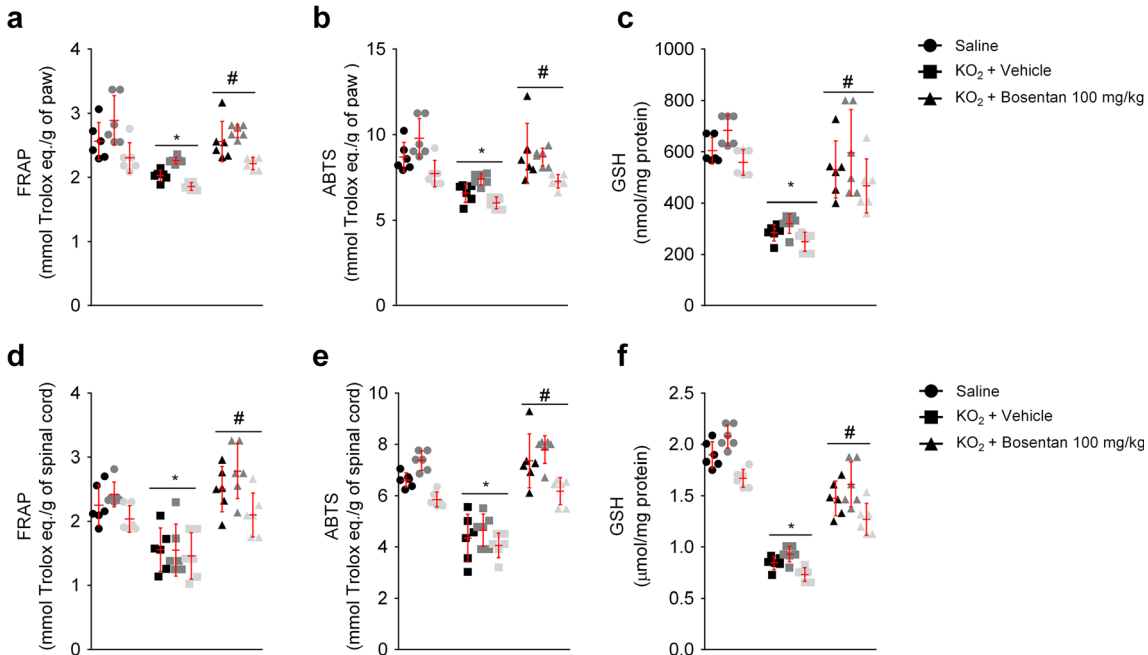 a
FRAP
(mmol Trolox eq./g of paw)
4
3
2
1
0
*
#
b
ABTS
(mmol Trolox eq./g of paw)
15
10
5
0
*
#
c
GSH
(nmol/mg protein)
1000
800
600
400
200
0
*
#
Saline
KO₂ + Vehicle
KO₂ + Bosentan 100 mg/kg
d
FRAP
(mmol Trolox eq./g of spinal cord)
4
3
2
1
0
*
#
e
ABTS
(mmol Trolox eq./g of spinal cord)
10
8
6
4
2
0
*
#
f
GSH
(μmol/mg protein)
2.5
2.0
1.5
1.0
0.5
0.0
*
#
Saline
KO₂ + Vehicle
KO₂ + Bosentan 100 mg/kg